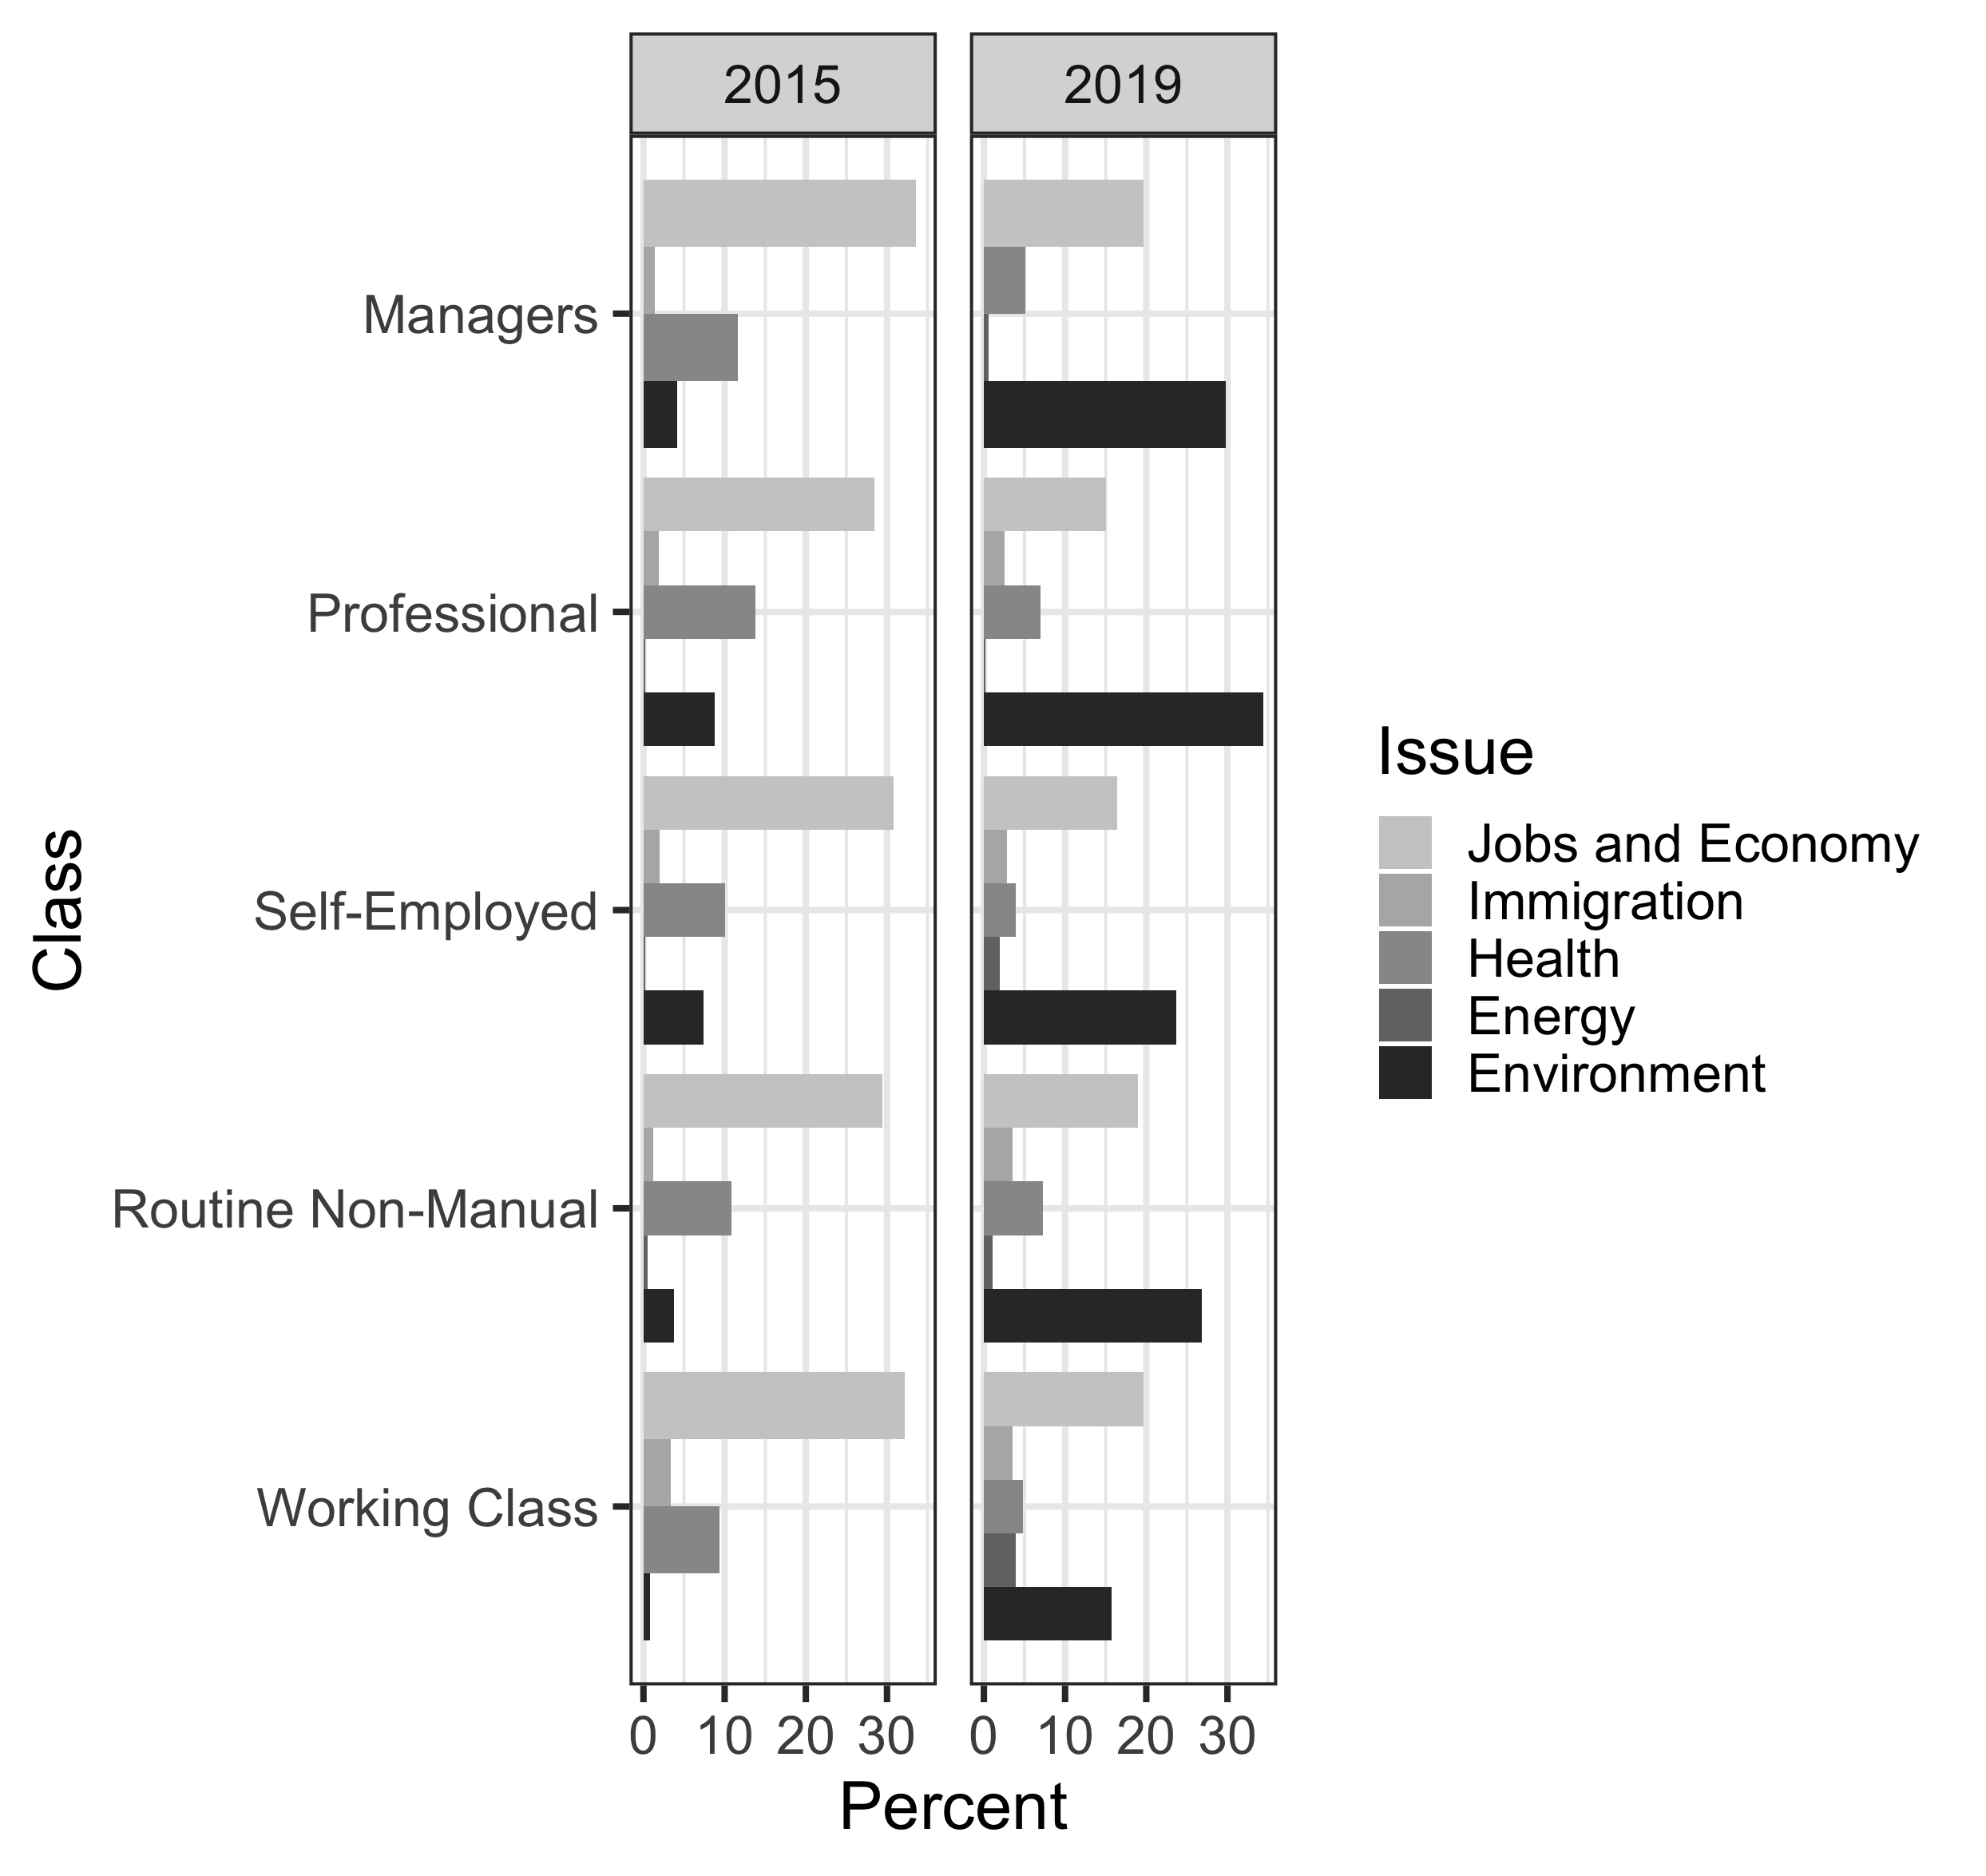 2015 2019
Managers
Professional
Self-Employed
Routine Non-Manual
Working Class
Class
0 10 20 30 0 10 20 30
Percent
Issue
Jobs and Economy
Immigration
Health
Energy
Environment